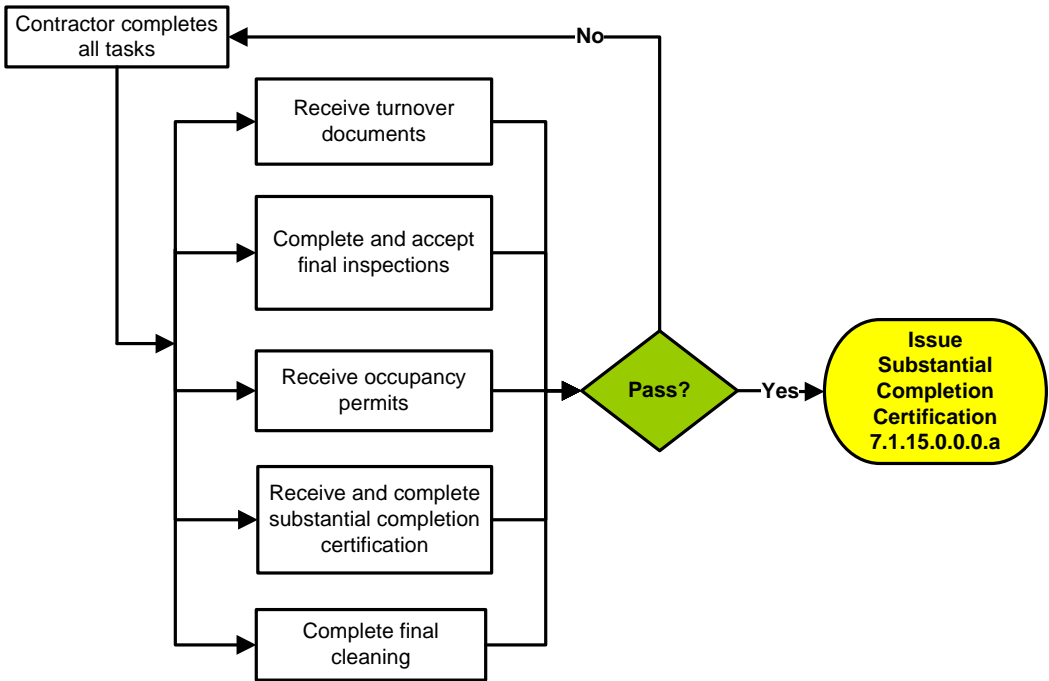 Contractor completes
all tasks
No
Receive turnover
documents
Complete and accept
final inspections
Receive occupancy
permits
Receive and complete
substantial completion
certification
Complete final
cleaning
Pass?
Yes
Issue
Substantial
Completion
Certification
7.1.15.0.0.0.a